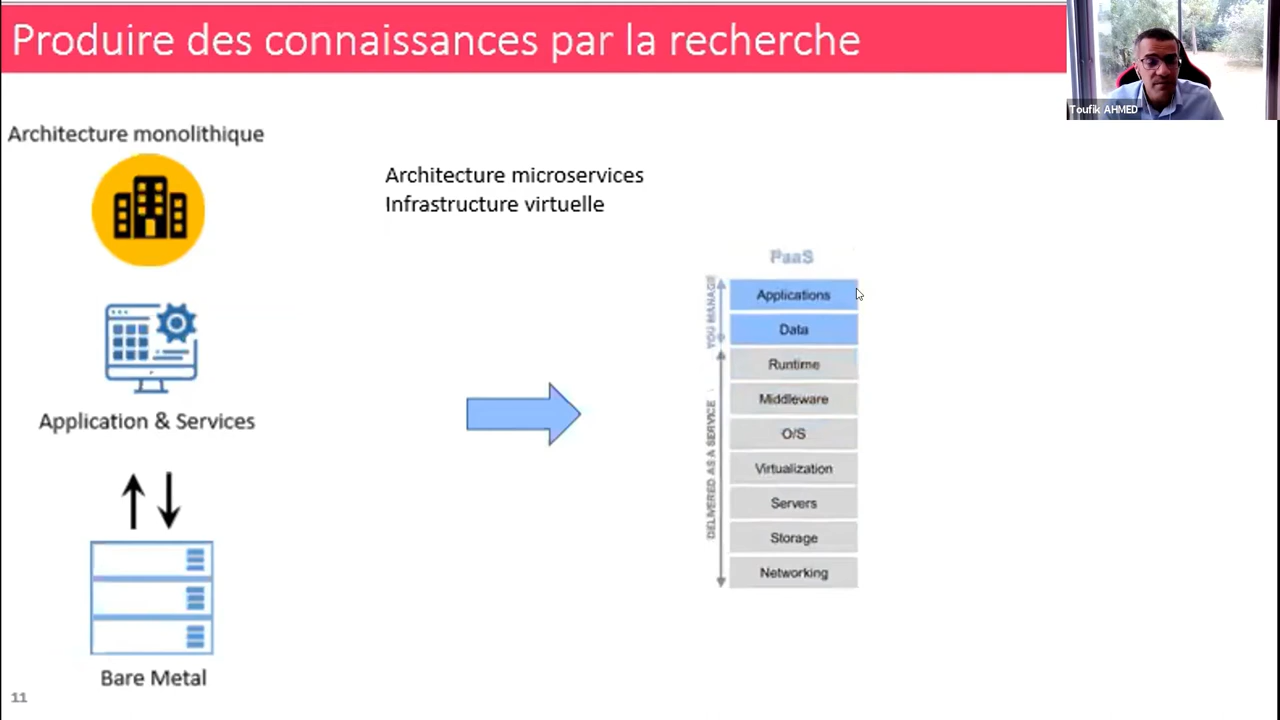 Produire des connaissances par la recherche
Toufik AHMED
Architecture monolithique
Architecture microservices
Infrastructure virtuelle
Application & Services
Bare Metal
PaaS
YOU MANAGE
Applications
Data
DELIVERED AS A SERVICE
Runtime
Middleware
O/S
Virtualization
Servers
Storage
Networking
11